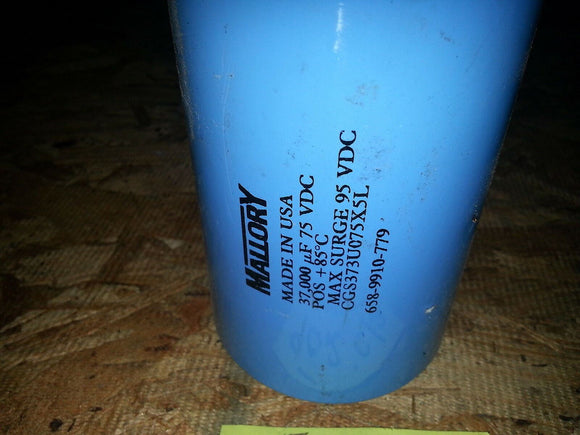 MALLORY
MADE IN USA
37,000 µF 75 VDC
POS +85°C
MAX SURGE 95 VDC
CGS373U075X5L
658-9910-779